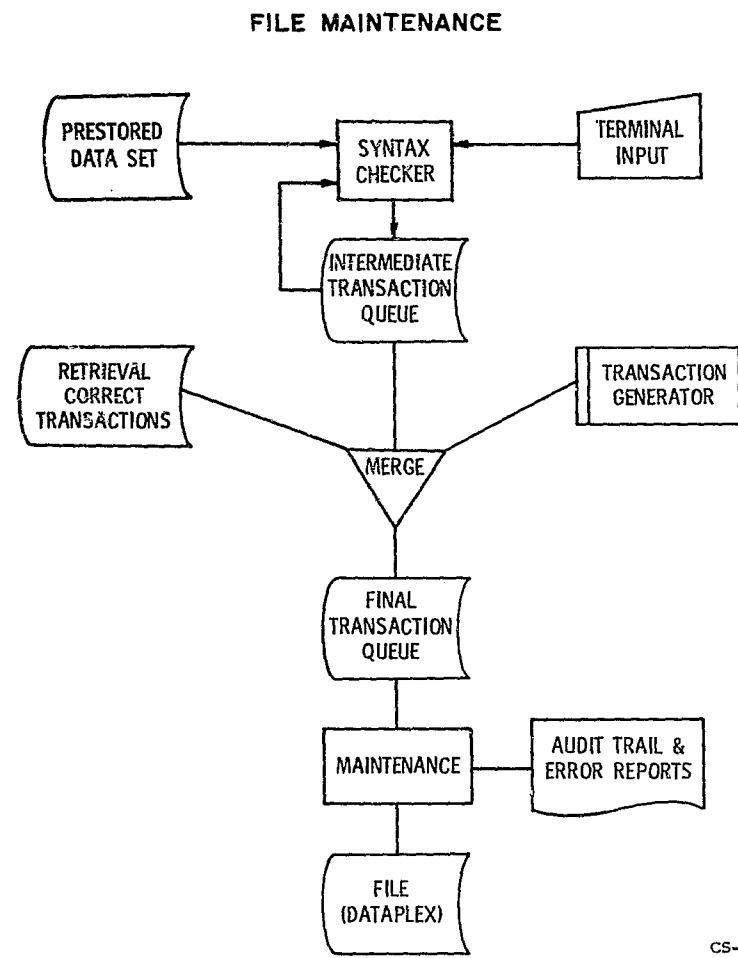 FILE MAINTENANCE
PRESTORED
DATA SET
SYNTAX
CHECKER
TERMINAL
INPUT
INTERMEDIATE
TRANSACTION
QUEUE
RETRIEVAL
CORRECT
TRANSACTIONS
TRANSACTION
GENERATOR
MERGE
FINAL
TRANSACTION
QUEUE
MAINTENANCE
AUDIT TRAIL &
ERROR REPORTS
FILE
(DATAPLEX)
CS-